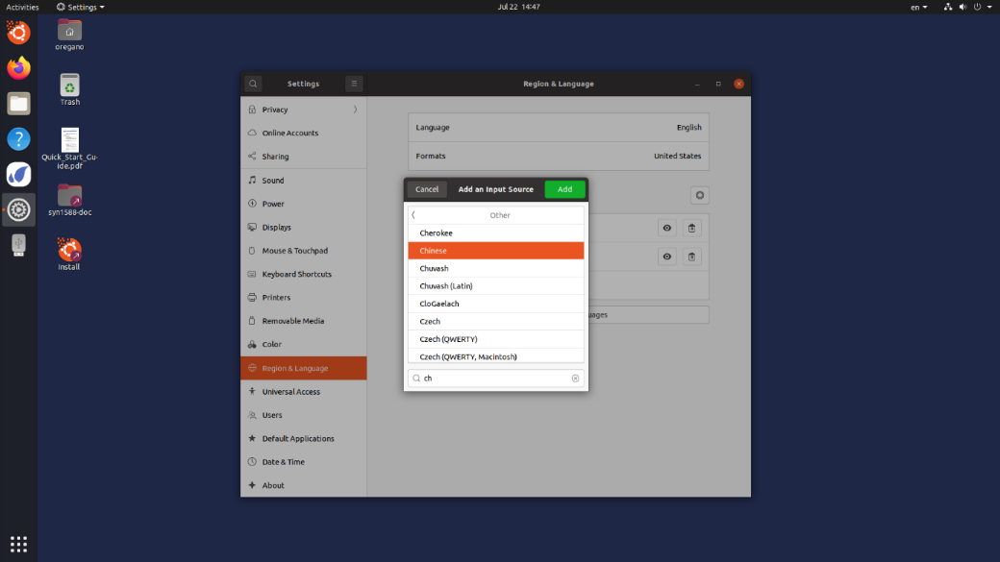 Activities
Settings
Jul 22 14:47
en
oregano
Trash
Quick_Start_Gu-
ide.pdf
syn1588-doc
Install
Settings
Region & Language
Privacy
Online Accounts
Sharing
Sound
Power
Displays
Mouse & Touchpad
Keyboard Shortcuts
Printers
Removable Media
Color
Region & Language
Universal Access
Users
Default Applications
Date & Time
About
Language English
Formats United States
Cancel Add an Input Source Add
Other
Cherokee
Chinese
Chuvash
Chuvash (Latin)
CloGaelach
Czech
Czech (QWERTY)
Czech (QWERTY, Macintosh)
ch